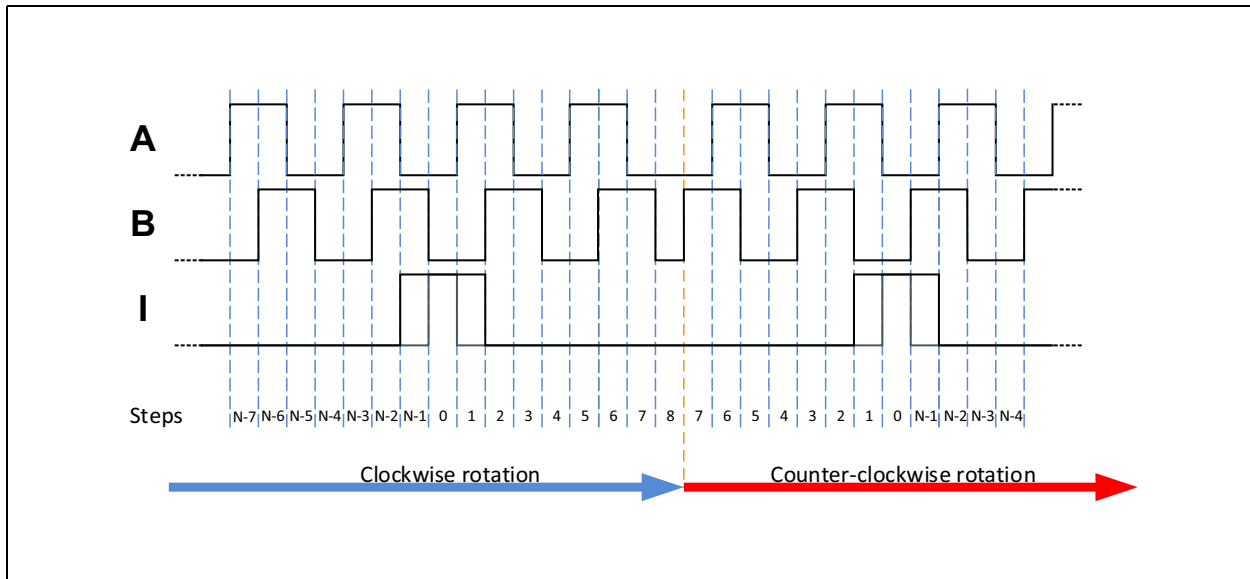 A
B
I
Steps N-7 N-6 N-5 N-4 N-3 N-2 N-1 0 1 2 3 4 5 6 7 8 7 6 5 4 3 2 1 0 N-1 N-2 N-3 N-4
Clockwise rotation Counter-clockwise rotation